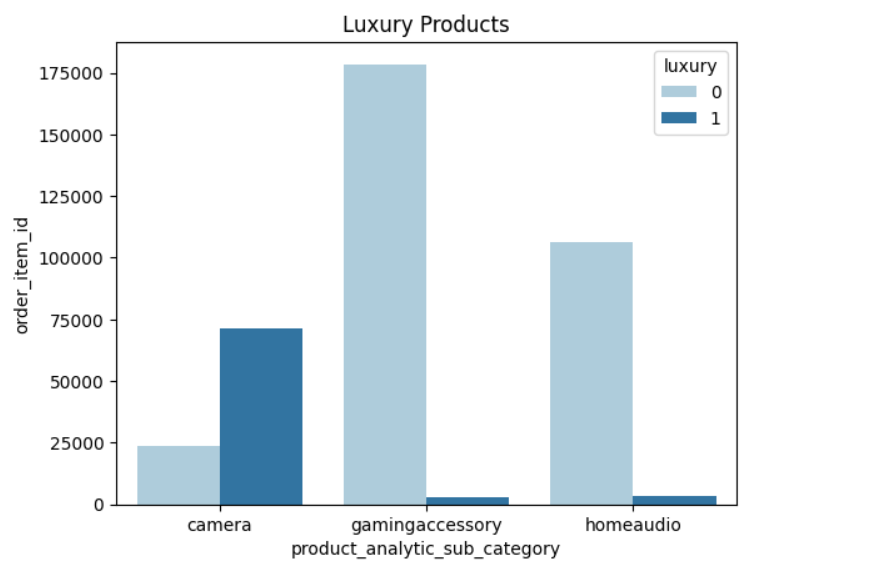 Luxury Products
luxury
0
1
175000
150000
125000
100000
75000
50000
25000
0
order_item_id
camera gamingaccessory homeaudio
product_analytic_sub_category